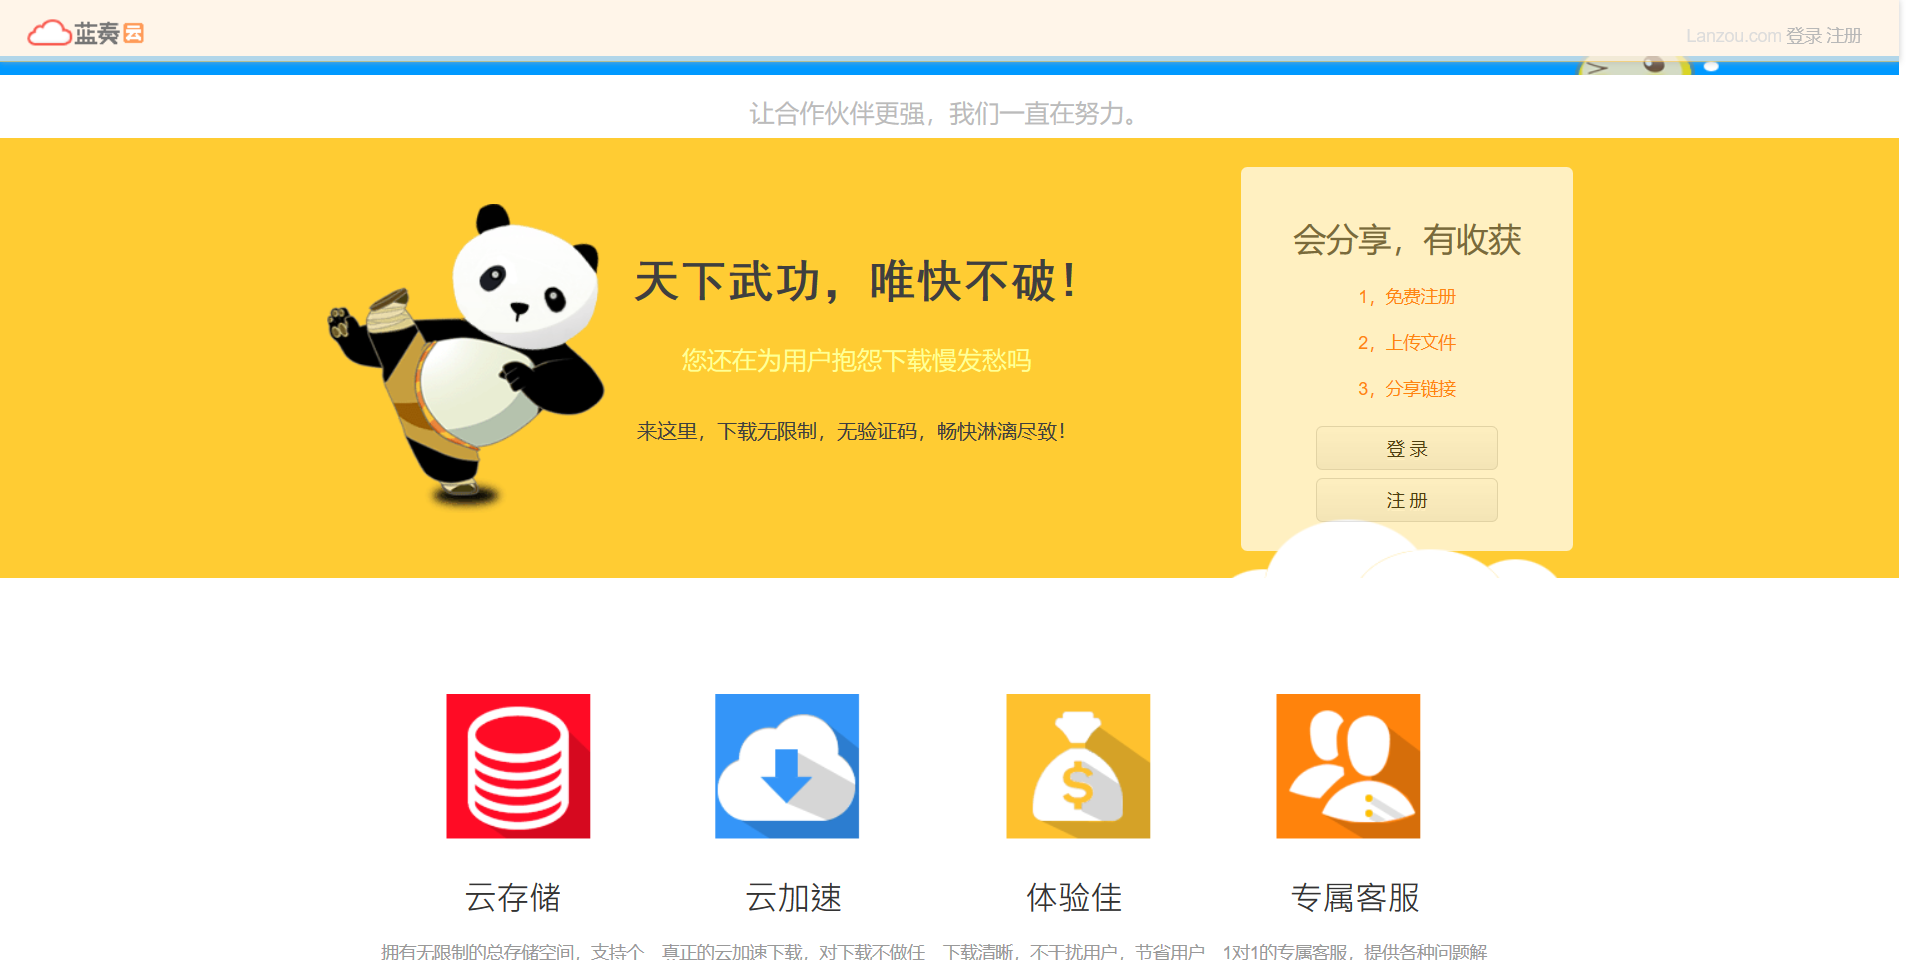 蓝奏云
Lanzou.com 登录 注册
让合作伙伴更强，我们一直在努力。
天下武功，唯快不破！
您还在为用户抱怨下载慢发愁吗
来这里，下载无限制，无验证码，畅快淋漓尽致！
会分享，有收获
1，免费注册
2，上传文件
3，分享链接
登 录
注 册
云存储
云加速
体验佳
专属客服
拥有无限制的总存储空间，支持个
真正的云加速下载，对下载不做任
下载清晰，不干扰用户，节省用户
1对1的专属客服，提供各种问题解